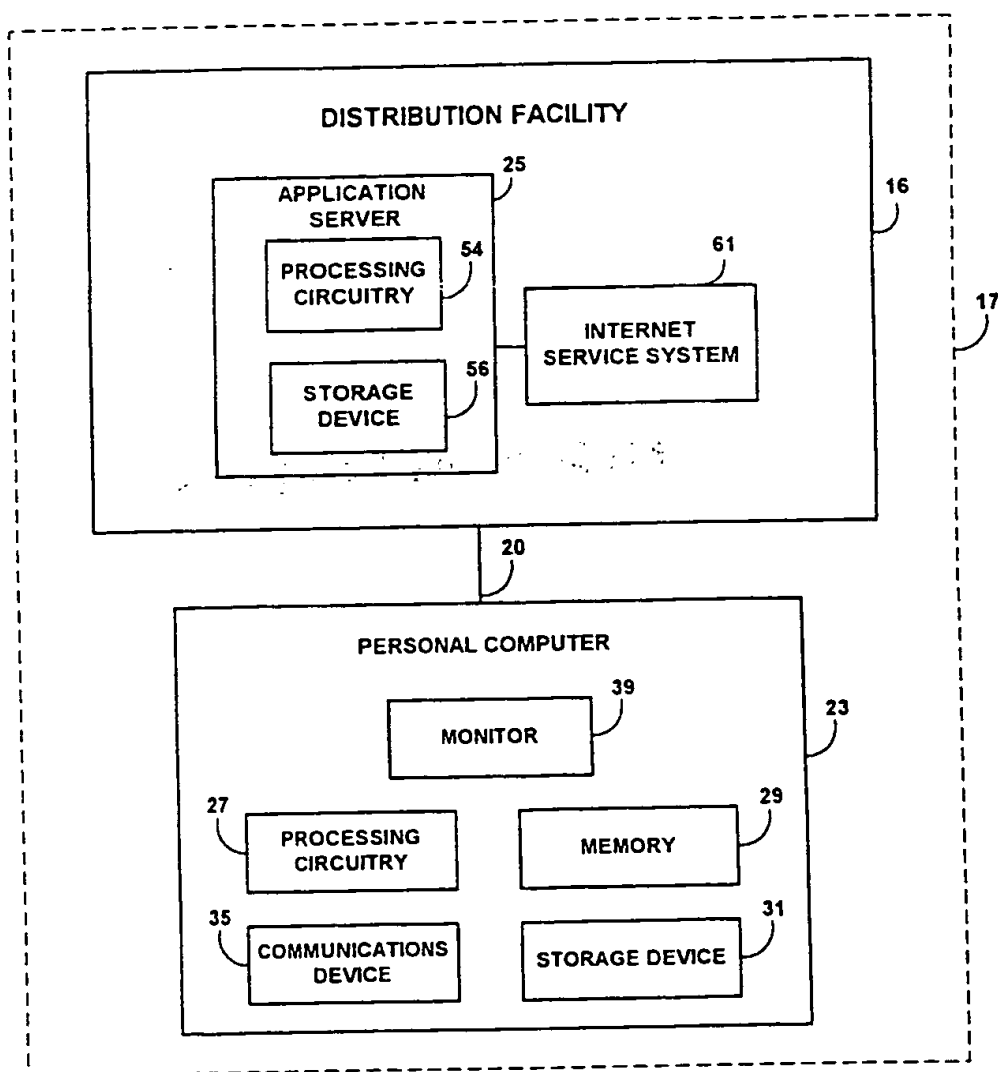 DISTRIBUTION FACILITY
25
APPLICATION
SERVER
16
54
PROCESSING
CIRCUITRY
61
INTERNET
SERVICE SYSTEM
17
56
STORAGE
DEVICE
20
PERSONAL COMPUTER
39
MONITOR
23
27
PROCESSING
CIRCUITRY
29
MEMORY
35
COMMUNICATIONS
DEVICE
31
STORAGE DEVICE